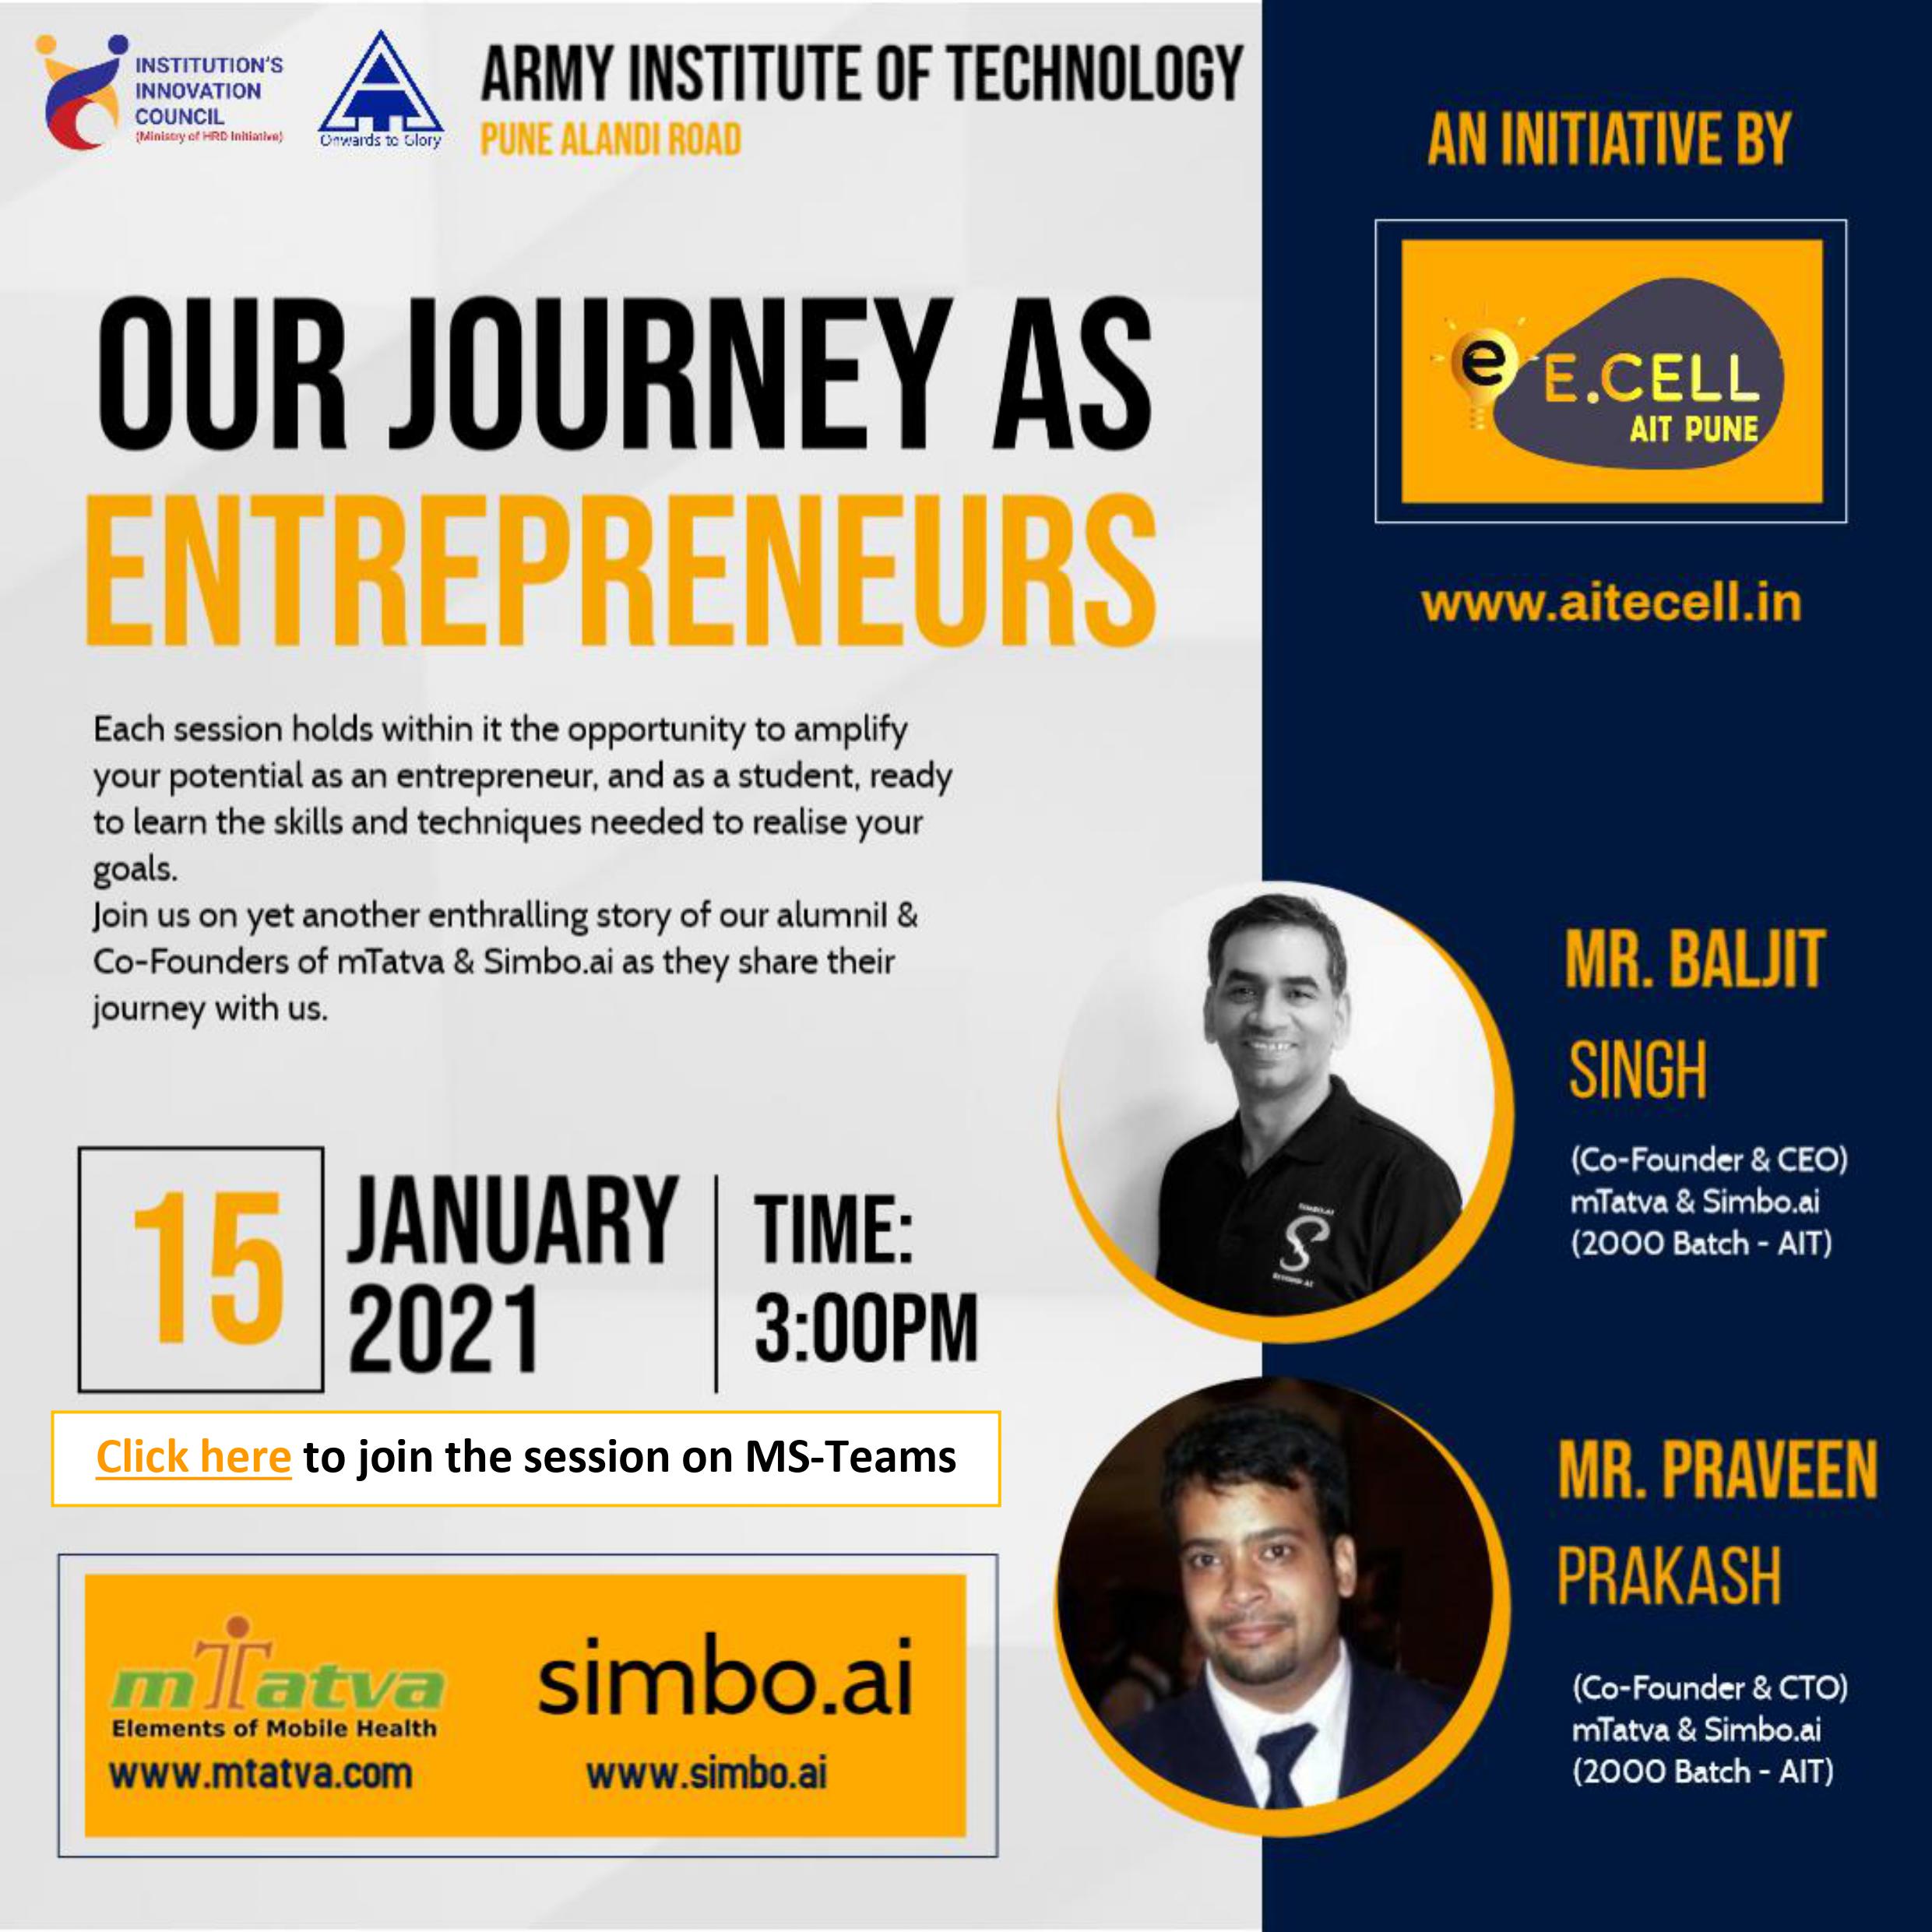 INSTITUTION'S
INNOVATION
COUNCIL
(Ministry of HRD Initiative)
Onwards to Glory
ARMY INSTITUTE OF TECHNOLOGY
PUNE ALANDI ROAD
AN INITIATIVE BY
e E.CELL
AIT PUNE
www.aitecell.in
OUR JOURNEY AS
ENTREPRENEURS
Each session holds within it the opportunity to amplify
your potential as an entrepreneur, and as a student, ready
to learn the skills and techniques needed to realise your
goals.
Join us on yet another enthralling story of our alumnil &
Co-Founders of mTatva & Simbo.ai as they share their
journey with us.
15
JANUARY
2021
TIME:
3:00PM
Click here to join the session on MS-Teams
mTatva
Elements of Mobile Health
www.mtatva.com
simbo.ai
www.simbo.ai
SIMBO.AI
S
BEYOND AI
MR. BALJIT
SINGH
(Co-Founder & CEO)
mTatva & Simbo.ai
(2000 Batch - AIT)
MR. PRAVEEN
PRAKASH
(Co-Founder & CTO)
mTatva & Simbo.ai
(2000 Batch - AIT)